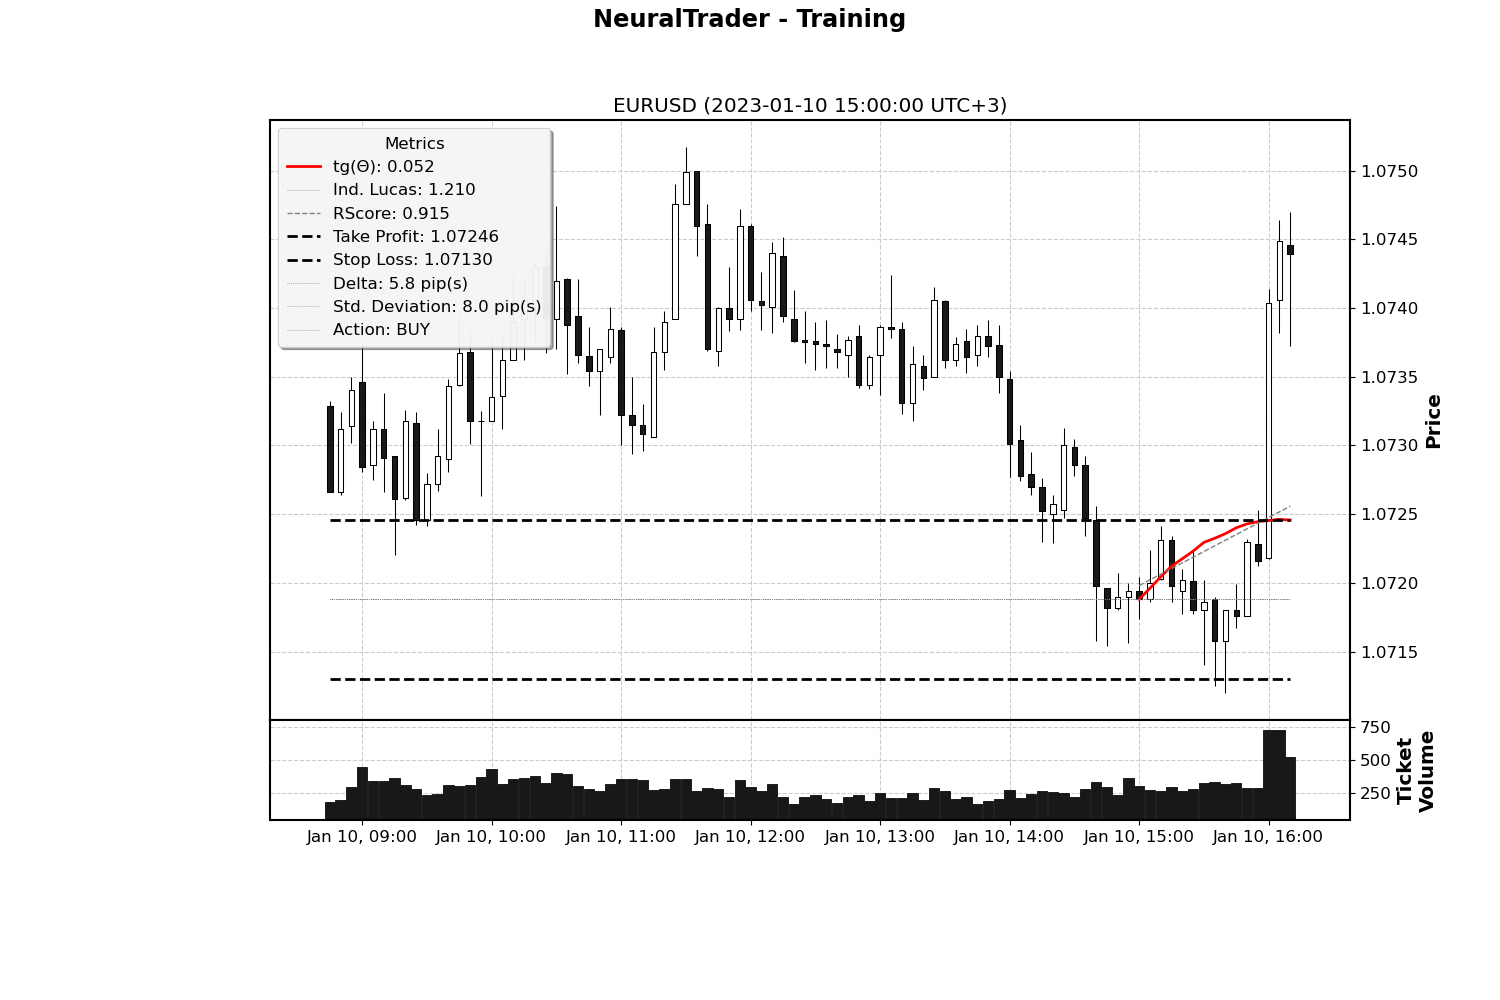 NeuralTrader - Training
EURUSD (2023-01-10 15:00:00 UTC+3)
Metrics
tg(Θ): 0.052
Ind. Lucas: 1.210
RScore: 0.915
Take Profit: 1.07246
Stop Loss: 1.07130
Delta: 5.8 pip(s)
Std. Deviation: 8.0 pip(s)
Action: BUY
1.0750
1.0745
1.0740
1.0735
1.0730
1.0725
1.0720
1.0715
Price
750
500
250
Ticket
Volume
Jan 10, 09:00 Jan 10, 10:00 Jan 10, 11:00 Jan 10, 12:00 Jan 10, 13:00 Jan 10, 14:00 Jan 10, 15:00 Jan 10, 16:00